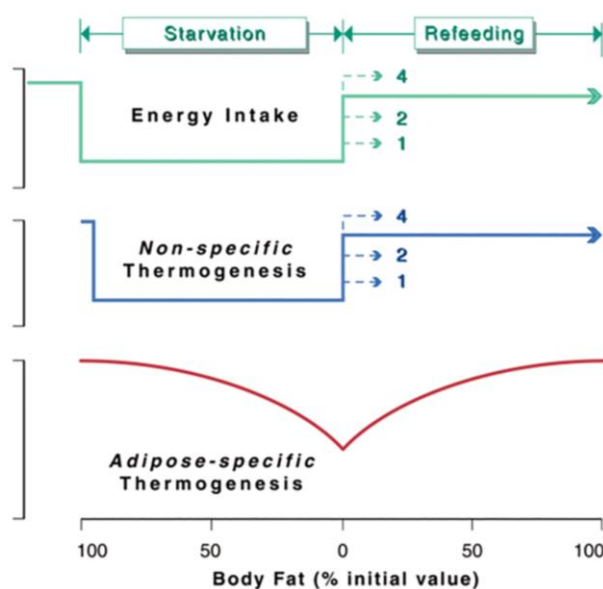 Starvation Refeeding
4
Energy Intake
2
1
4
Non-specific
Thermogenesis
2
1
Adipose-specific
Thermogenesis
100 50 0 50 100
Body Fat (% initial value)